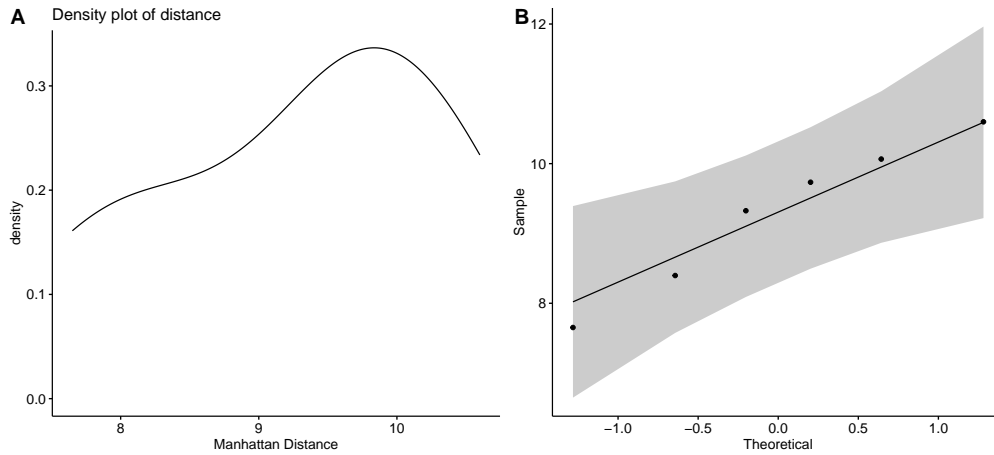 A
Density plot of distance
density
0.3
0.2
0.1
0.0
8
9
10
Manhattan Distance
B
Sample
12
10
8
−1.0
−0.5
0.0
0.5
1.0
Theoretical